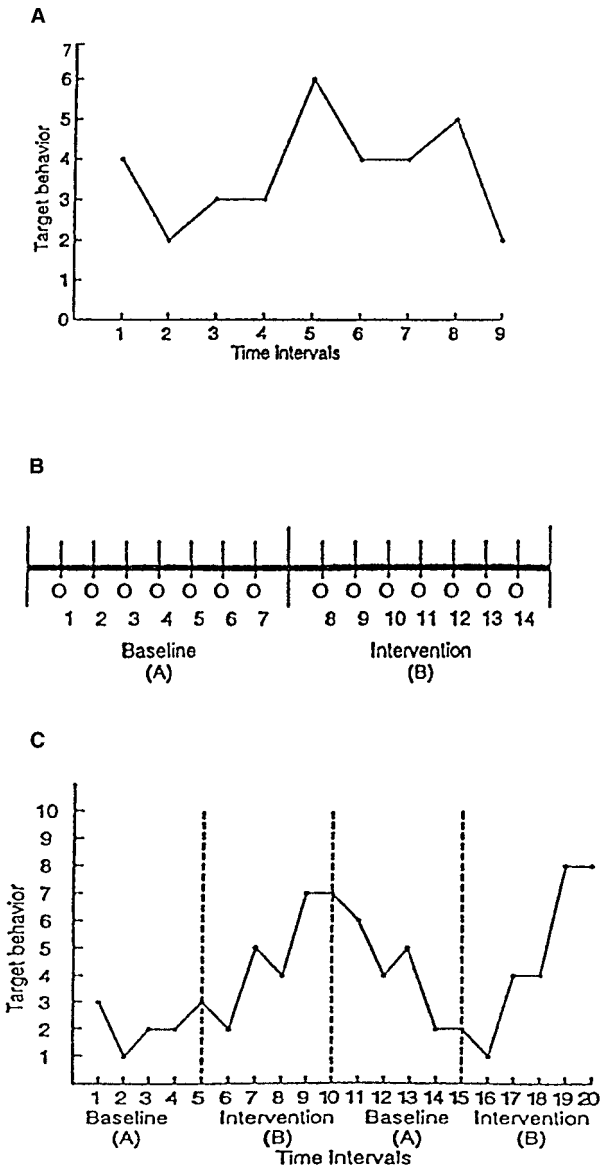 A
7
6
5
4
3
2
1
0
Target behavior
1 2 3 4 5 6 7 8 9
Time Intervals
B
O O O O O O O O O O O O O O
1 2 3 4 5 6 7 8 9 10 11 12 13 14
Baseline Intervention
(A) (B)
C
10
9
8
7
6
5
4
3
2
1
Target behavior
1 2 3 4 5 6 7 8 9 10 11 12 13 14 15 16 17 18 19 20
Baseline Intervention Baseline Intervention
(A) (B) (A) (B)
Time Intervals